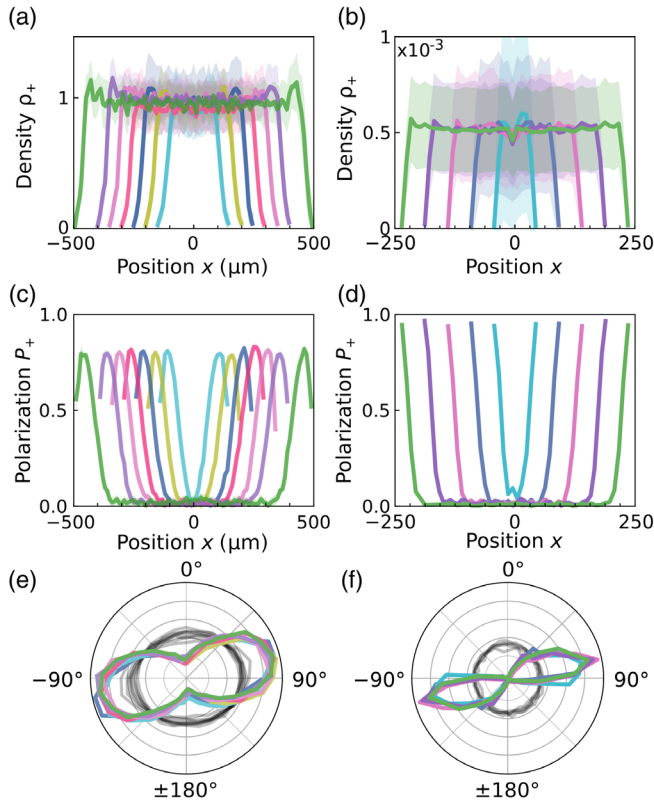 (a)
Density ρ+
1
0
−500
0
500
Position x (µm)
(b)
x10⁻³
Density ρ+
1
0.5
0
−250
0
250
Position x
(c)
Polarization P+
1.0
0.5
0.0
−500
0
500
Position x (µm)
(d)
Polarization P+
1.0
0.5
0.0
−250
0
250
Position x
(e)
0°
−90°
90°
±180°
(f)
0°
−90°
90°
±180°